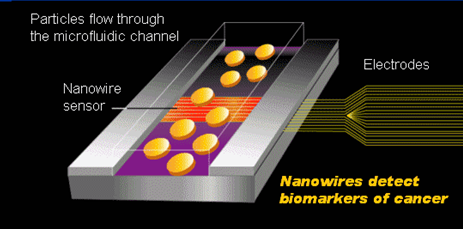 Particles flow through
the microfluidic channel
Nanowire
sensor
Electrodes
Nanowires detect
biomarkers of cancer